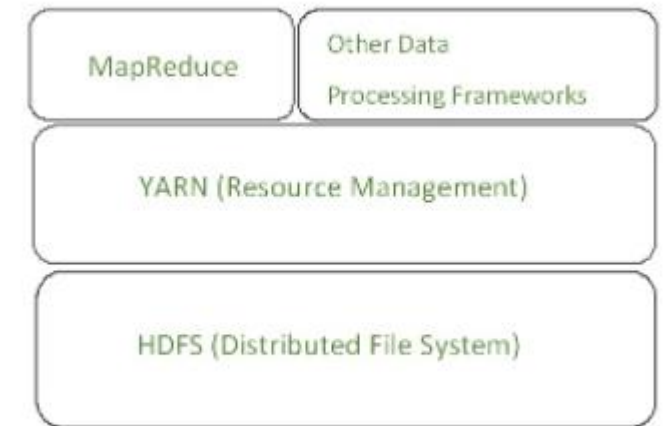 MapReduce
Other Data
Processing Frameworks
YARN (Resource Management)
HDFS (Distributed File System)